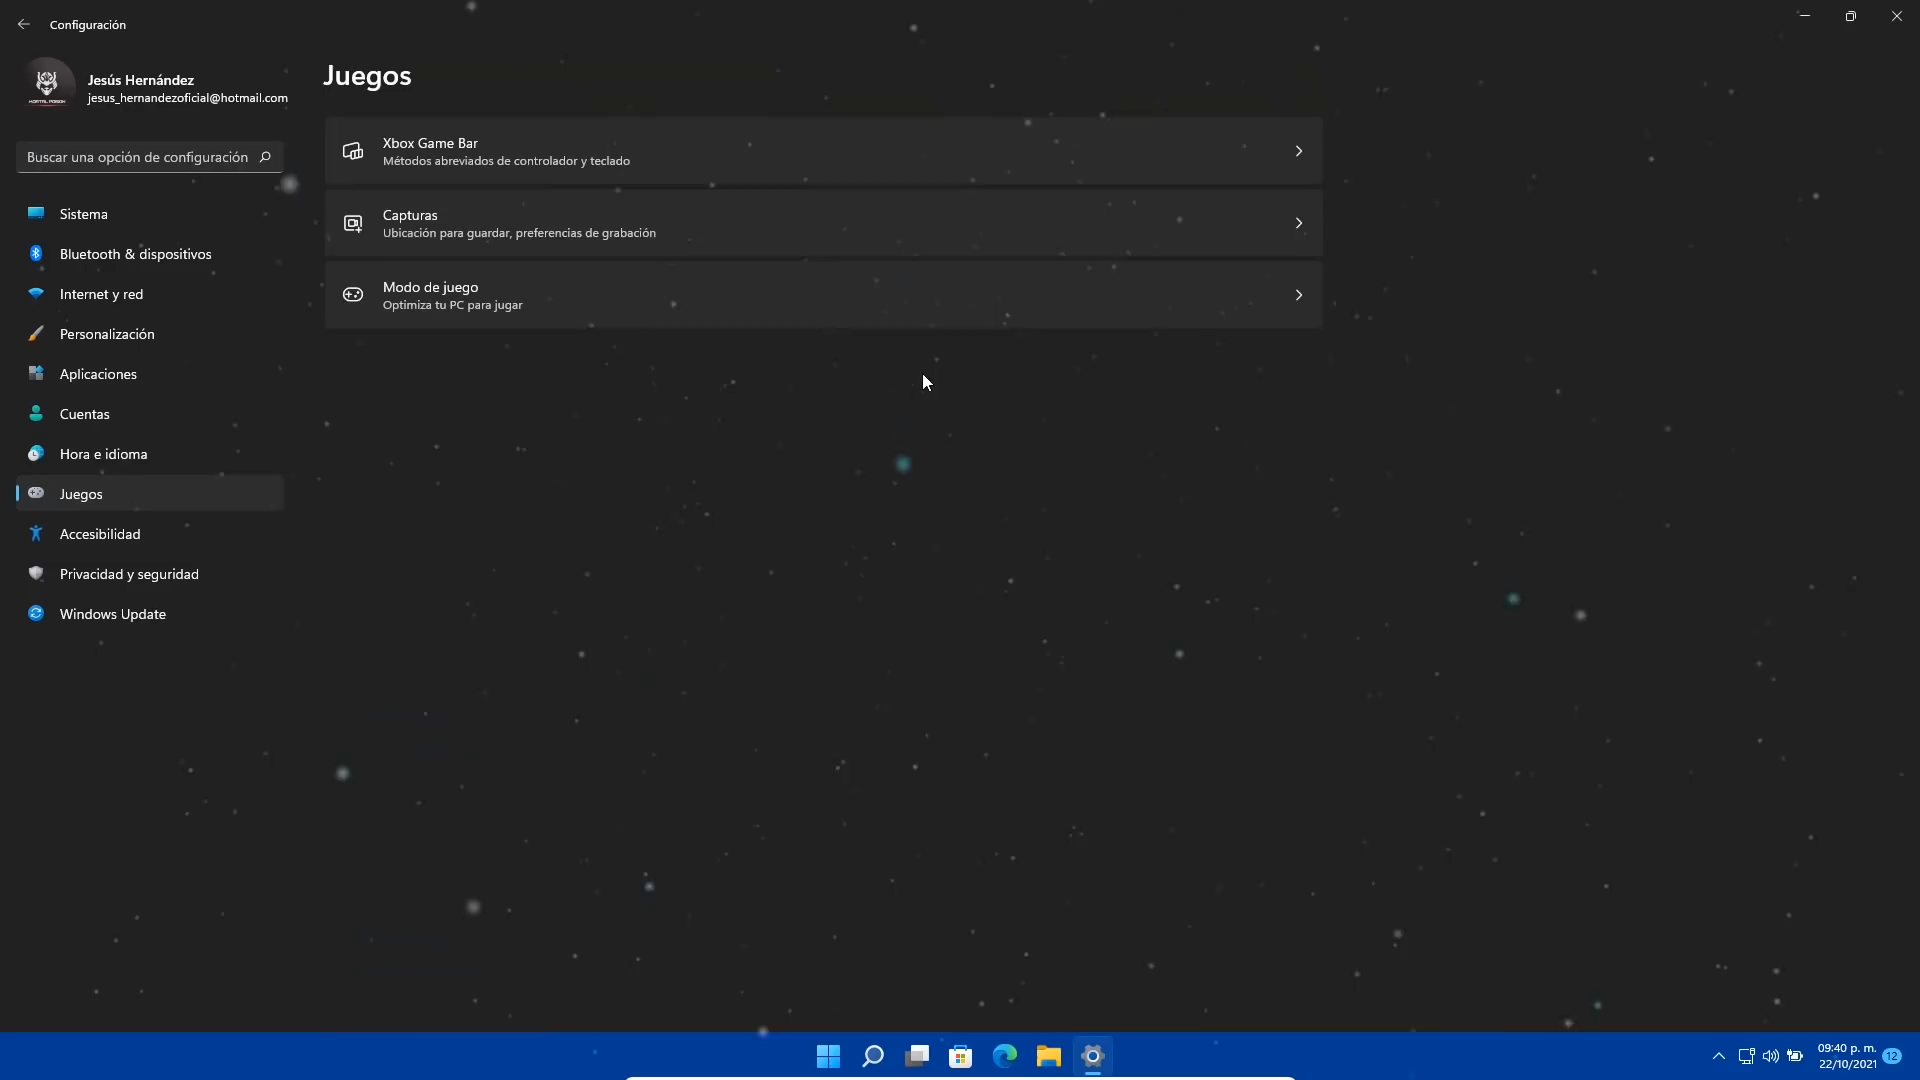 Configuración
Jesús Hernández
jesus_hernandezoficial@hotmail.com
Buscar una opción de configuración
Sistema
Bluetooth & dispositivos
Internet y red
Personalización
Aplicaciones
Cuentas
Hora e idioma
Juegos
Accesibilidad
Privacidad y seguridad
Windows Update
Juegos
Xbox Game Bar
Métodos abreviados de controlador y teclado
Capturas
Ubicación para guardar, preferencias de grabación
Modo de juego
Optimiza tu PC para jugar
09:40 p. m.
22/10/2021
12